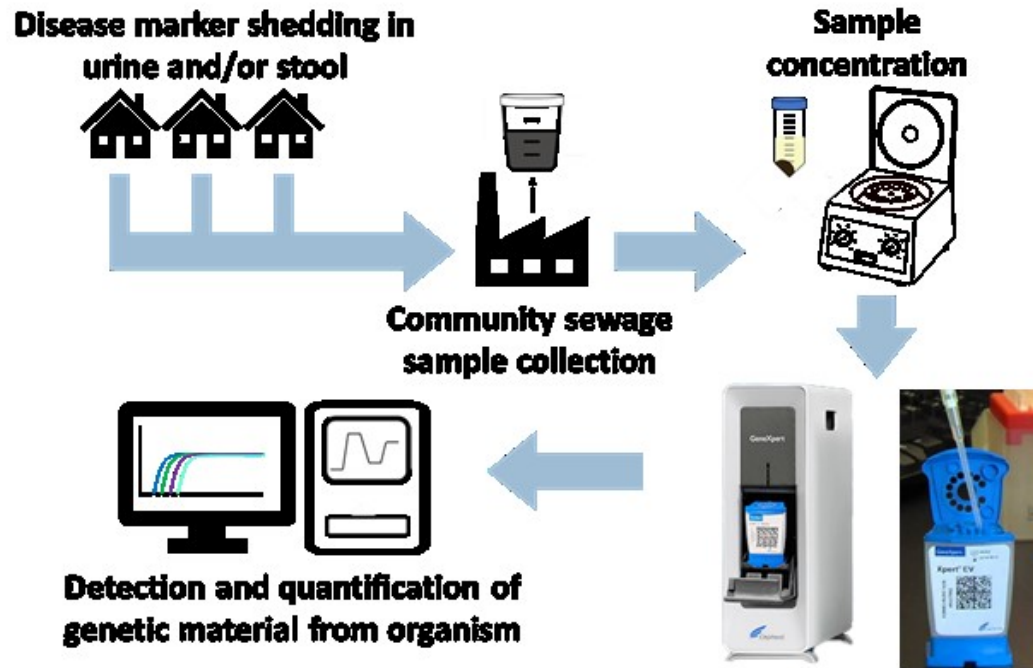 Disease marker shedding in
urine and/or stool
Sample
concentration
Community sewage
sample collection
GeneXpert
Xpert EV
Detection and quantification of
genetic material from organism